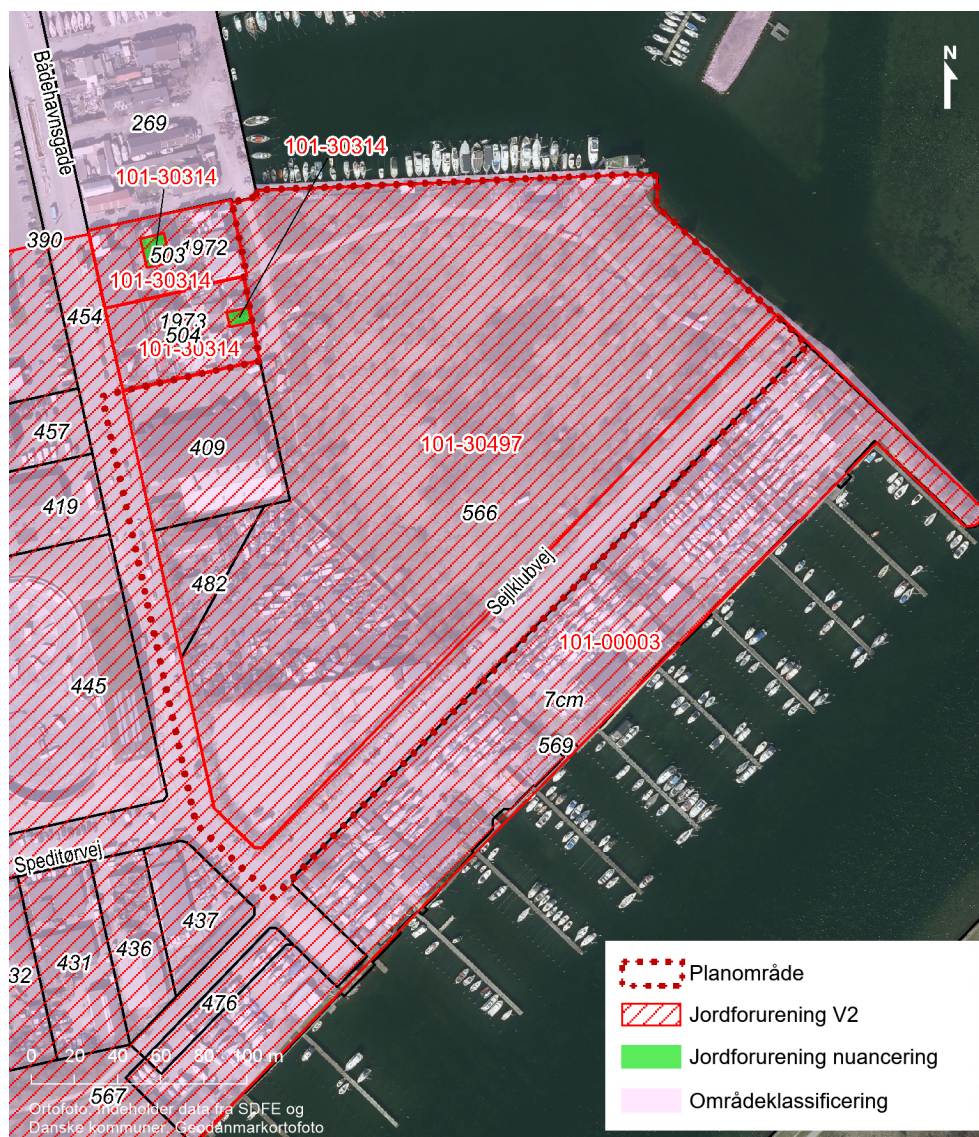 N
Bådehavnsgade
269
101-30314
101-30314
390
1972
503
101-30314
454
1973
504
101-30314
457
409
101-30497
419
566
482
Sejlklubvej
101-00003
445
7cm
569
Speditørvej
437
436
431
32
476
567
0 20 40 60 80 100 m
Ortofoto, Indeholder data fra SDFE og
Danske kommuner, Geodanmarkortofoto
Planområde
Jordforurening V2
Jordforurening nuancering
Områdeklassificering